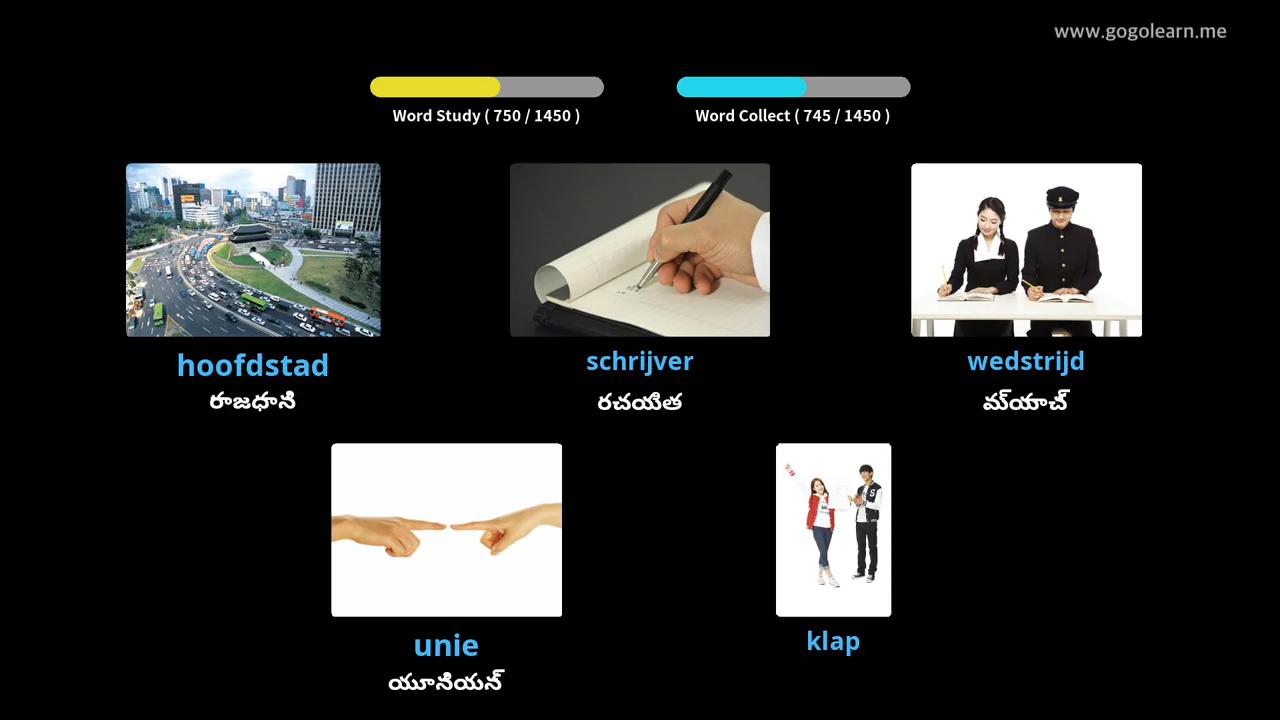 www.gogolearn.me
Word Study ( 750 / 1450 )
Word Collect ( 745 / 1450 )
hoofdstad
రాజధాని
schrijver
రచయిత
wedstrijd
మ్యాచ్
unie
యూనియన్
klap